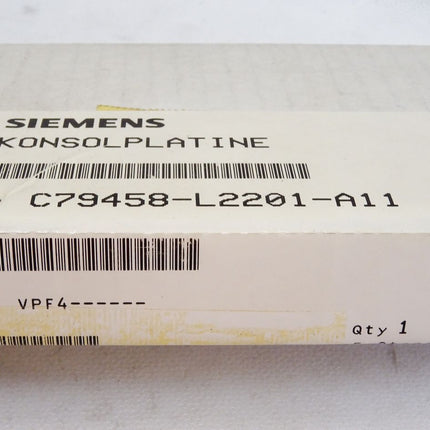 SIEMENS
KONSOLPLATINE
C79458-L2201-A11
VPF4------
Qty 1